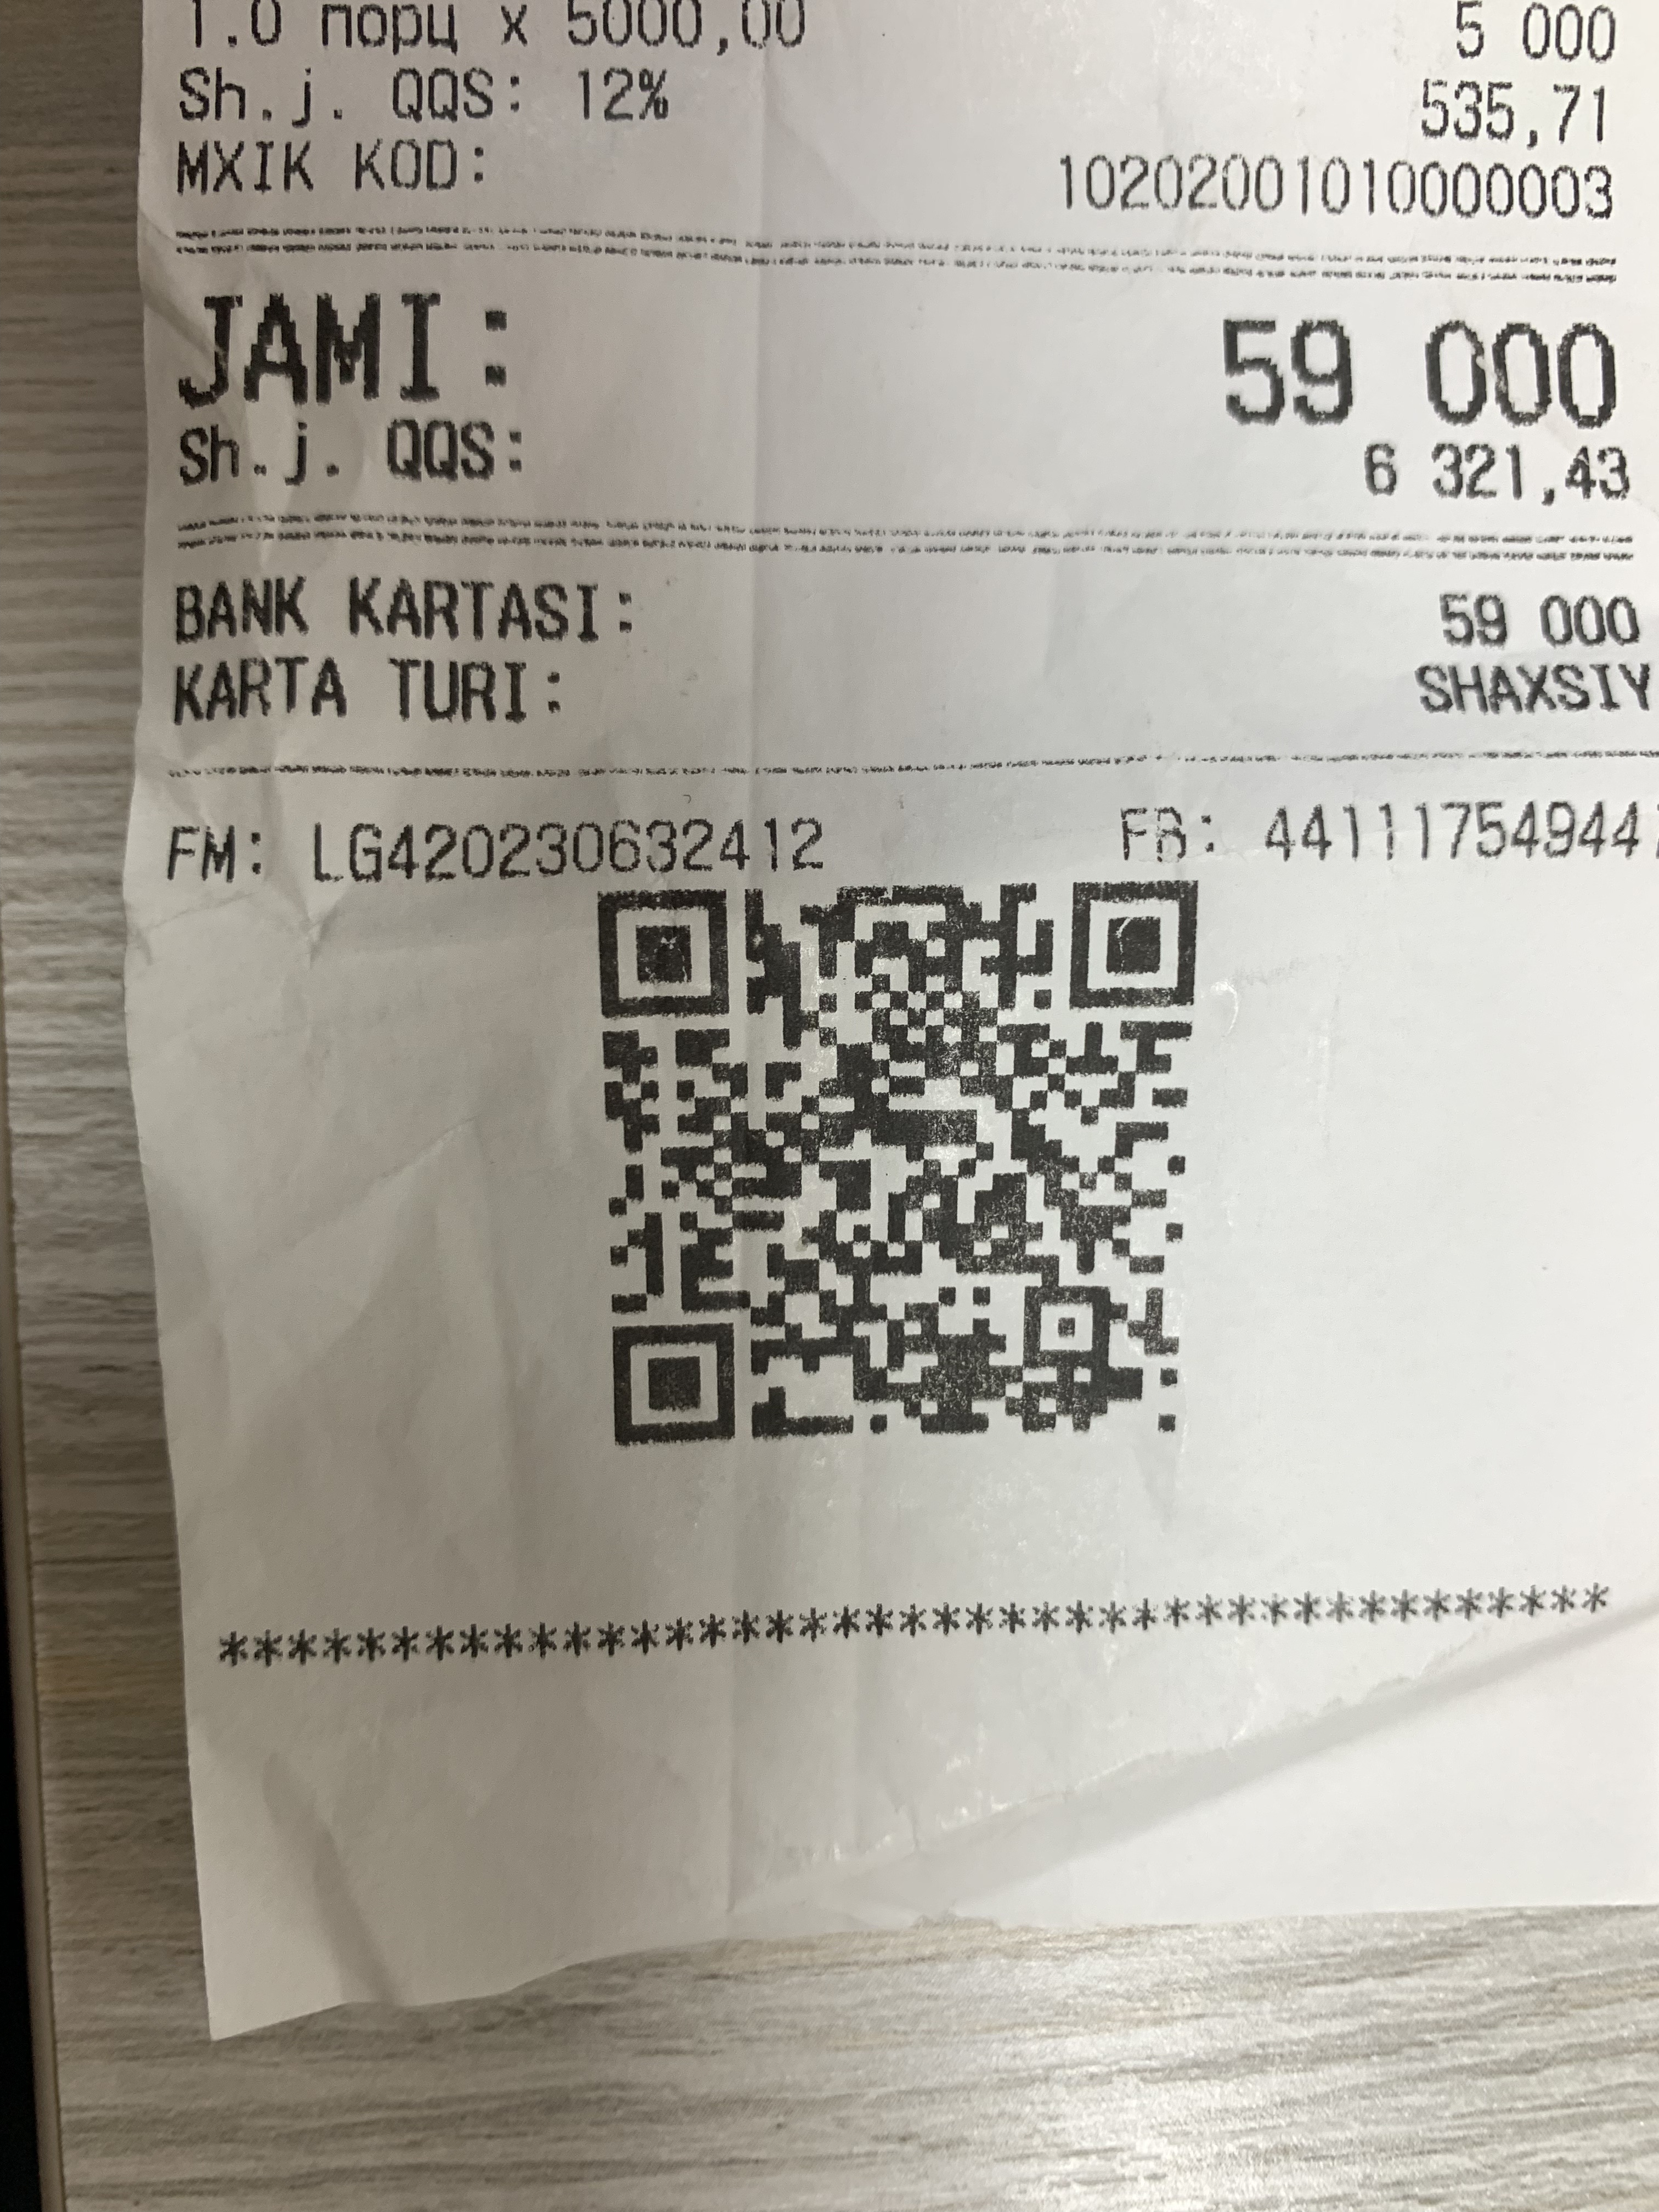 1.0 порц x 5000,00 5 000
Sh.j. QQS: 12% 535,71
MXIK KOD: 10202001010000003
JAMI: 59 000
Sh.j. QQS: 6 321,43
BANK KARTASI: 59 000
KARTA TURI: SHAXSIY
FM: LG420230632412 FB: 44111754944
*****************************************